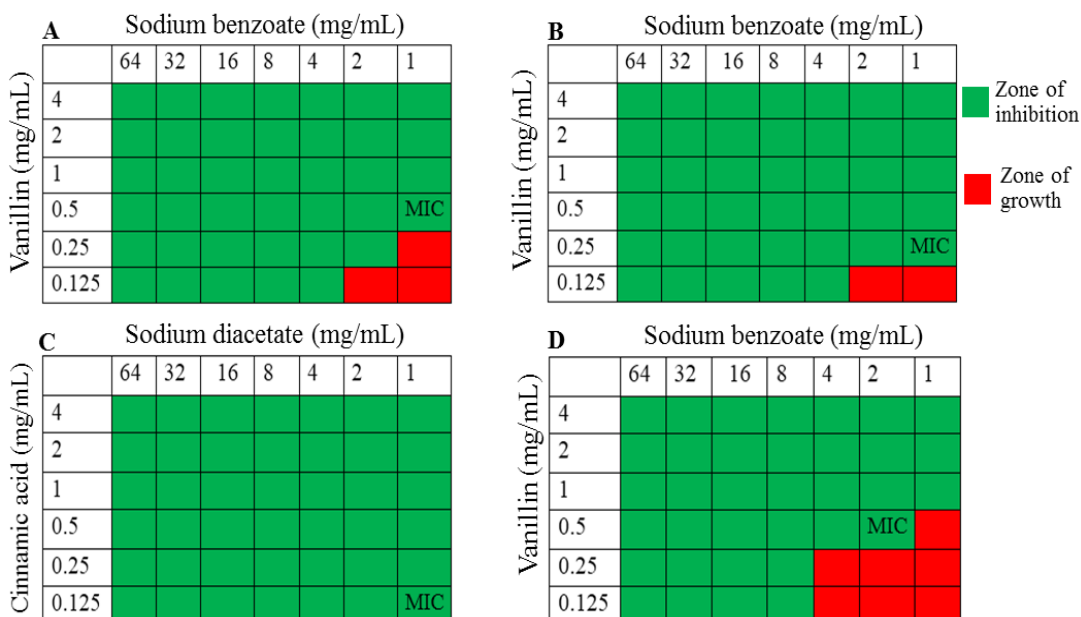 A
Sodium benzoate (mg/mL)
Vanillin (mg/mL)
64 32 16 8 4 2 1
4
2
1
0.5 MIC
0.25
0.125
B
Sodium benzoate (mg/mL)
Vanillin (mg/mL)
64 32 16 8 4 2 1
4
2
1
0.5
0.25 MIC
0.125
Zone of
inhibition
Zone of
growth
C
Sodium diacetate (mg/mL)
Cinnamic acid (mg/mL)
64 32 16 8 4 2 1
4
2
1
0.5
0.25
0.125 MIC
D
Sodium benzoate (mg/mL)
Vanillin (mg/mL)
64 32 16 8 4 2 1
4
2
1
0.5 MIC
0.25
0.125